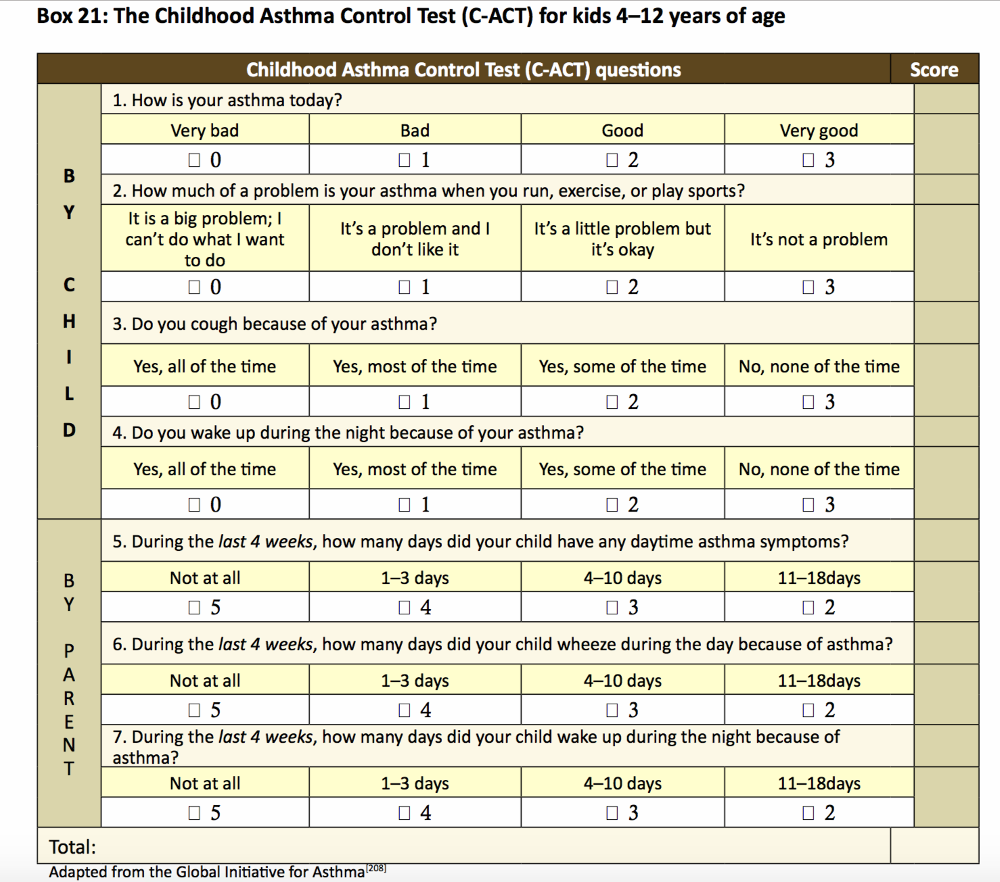 Box 21: The Childhood Asthma Control Test (C-ACT) for kids 4–12 years of age
Childhood Asthma Control Test (C-ACT) questions Score
BY CHILD
1. How is your asthma today?
Very bad Bad Good Very good
□ 0 □ 1 □ 2 □ 3
2. How much of a problem is your asthma when you run, exercise, or play sports?
It is a big problem; I can’t do what I want to do It’s a problem and I don’t like it It’s a little problem but it’s okay It’s not a problem
□ 0 □ 1 □ 2 □ 3
3. Do you cough because of your asthma?
Yes, all of the time Yes, most of the time Yes, some of the time No, none of the time
□ 0 □ 1 □ 2 □ 3
4. Do you wake up during the night because of your asthma?
Yes, all of the time Yes, most of the time Yes, some of the time No, none of the time
□ 0 □ 1 □ 2 □ 3
BY PARENT
5. During the last 4 weeks, how many days did your child have any daytime asthma symptoms?
Not at all 1–3 days 4–10 days 11–18days
□ 5 □ 4 □ 3 □ 2
6. During the last 4 weeks, how many days did your child wheeze during the day because of asthma?
Not at all 1–3 days 4–10 days 11–18days
□ 5 □ 4 □ 3 □ 2
7. During the last 4 weeks, how many days did your child wake up during the night because of
asthma?
Not at all 1–3 days 4–10 days 11–18days
□ 5 □ 4 □ 3 □ 2
Total:
Adapted from the Global Initiative for Asthma[208]